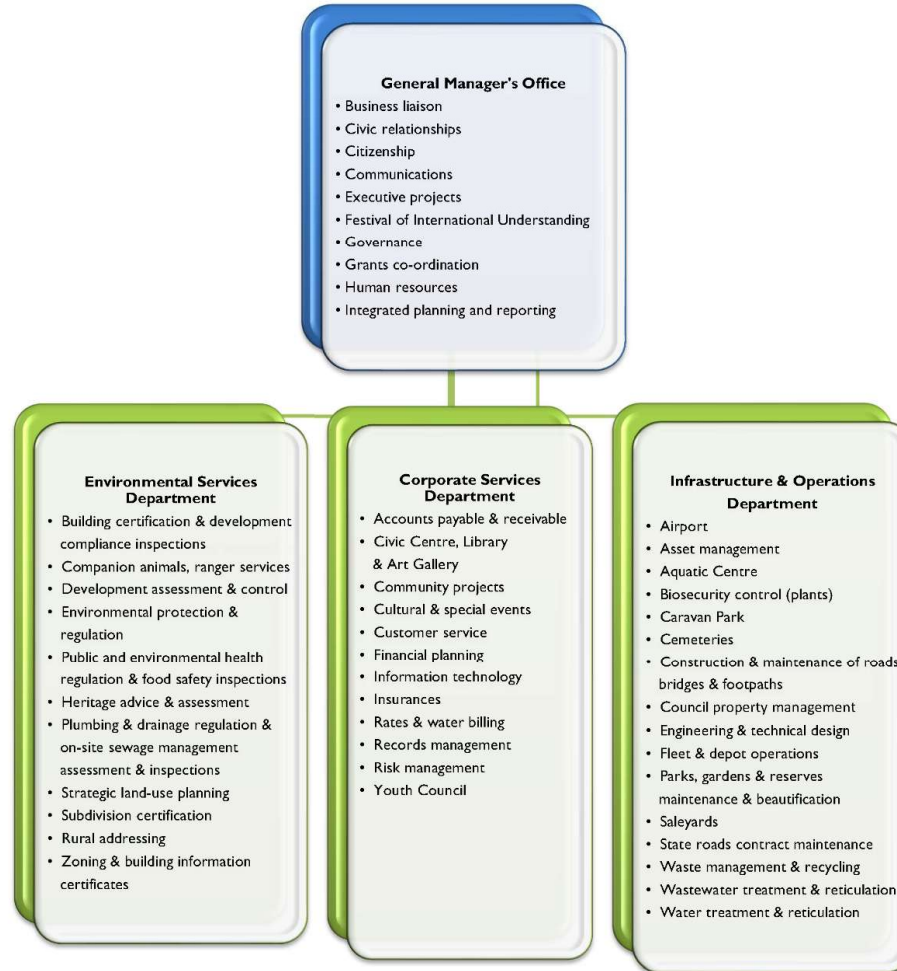 General Manager's Office
• Business liaison
• Civic relationships
• Citizenship
• Communications
• Executive projects
• Festival of International Understanding
• Governance
• Grants co-ordination
• Human resources
• Integrated planning and reporting
Environmental Services
Department
• Building certification & development
compliance inspections
• Companion animals, ranger services
• Development assessment & control
• Environmental protection &
regulation
• Public and environmental health
regulation & food safety inspections
• Heritage advice & assessment
• Plumbing & drainage regulation &
on-site sewage management
assessment & inspections
• Strategic land-use planning
• Subdivision certification
• Rural addressing
• Zoning & building information
certificates
Corporate Services
Department
• Accounts payable & receivable
• Civic Centre, Library
& Art Gallery
• Community projects
• Cultural & special events
• Customer service
• Financial planning
• Information technology
• Insurances
• Rates & water billing
• Records management
• Risk management
• Youth Council
Infrastructure & Operations
Department
• Airport
• Asset management
• Aquatic Centre
• Biosecurity control (plants)
• Caravan Park
• Cemeteries
• Construction & maintenance of roads
bridges & footpaths
• Council property management
• Engineering & technical design
• Fleet & depot operations
• Parks, gardens & reserves
maintenance & beautification
• Saleyards
• State roads contract maintenance
• Waste management & recycling
• Wastewater treatment & reticulation
• Water treatment & reticulation